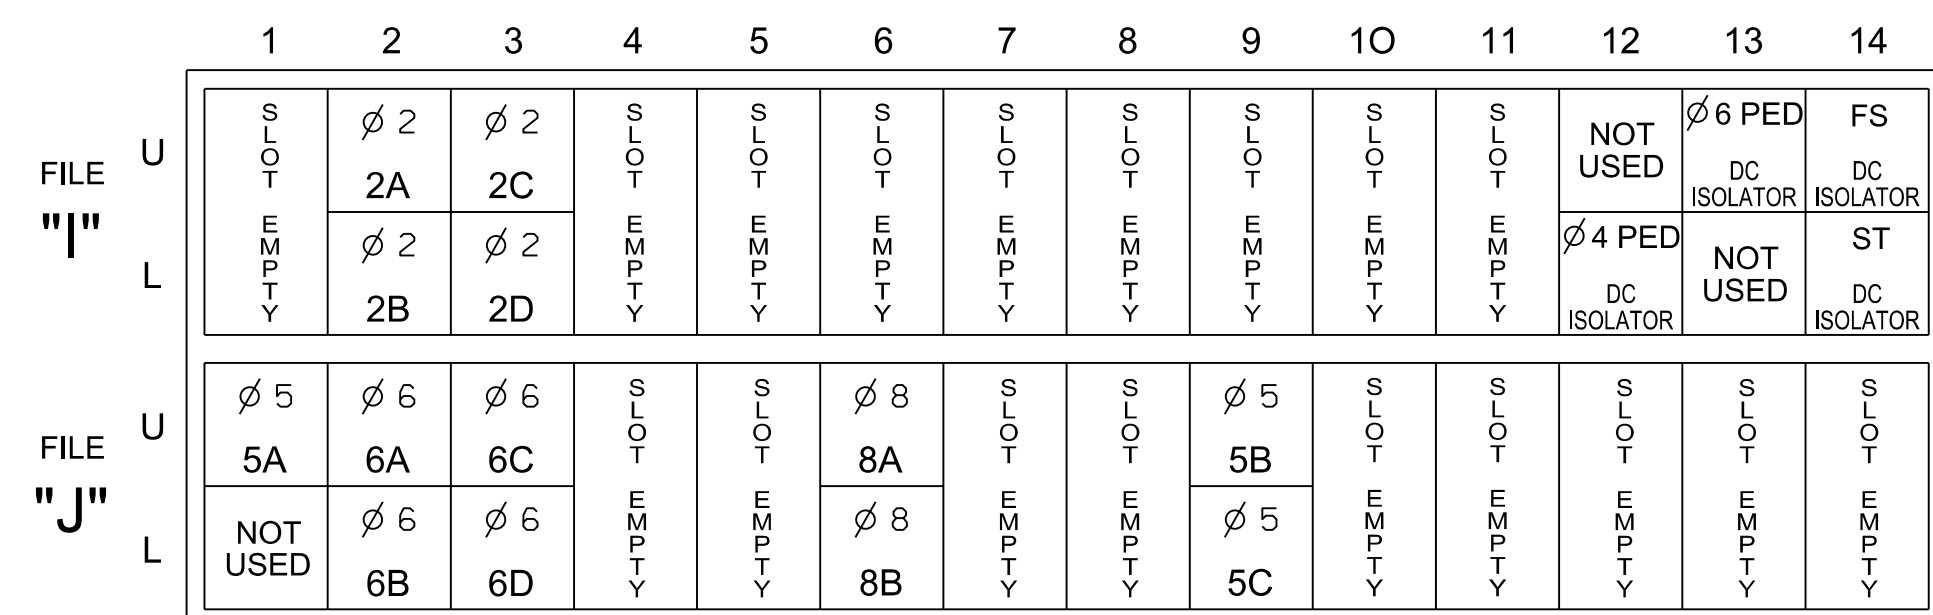 1 2 3 4 5 6 7 8 9 10 11 12 13 14
FILE "I"
U
L
SLOT EMPTY
Ø 2
2A
Ø 2
2B
Ø 2
2C
Ø 2
2D
SLOT EMPTY
SLOT EMPTY
SLOT EMPTY
SLOT EMPTY
SLOT EMPTY
SLOT EMPTY
SLOT EMPTY
SLOT EMPTY
NOT
USED
Ø 4 PED
DC
ISOLATOR
Ø 6 PED
DC
ISOLATOR
NOT
USED
FS
DC
ISOLATOR
ST
DC
ISOLATOR
FILE "J"
U
L
Ø 5
5A
NOT
USED
Ø 6
6A
Ø 6
6B
Ø 6
6C
Ø 6
6D
SLOT EMPTY
SLOT EMPTY
Ø 8
8A
Ø 8
8B
SLOT EMPTY
SLOT EMPTY
Ø 5
5B
Ø 5
5C
SLOT EMPTY
SLOT EMPTY
SLOT EMPTY
SLOT EMPTY
SLOT EMPTY